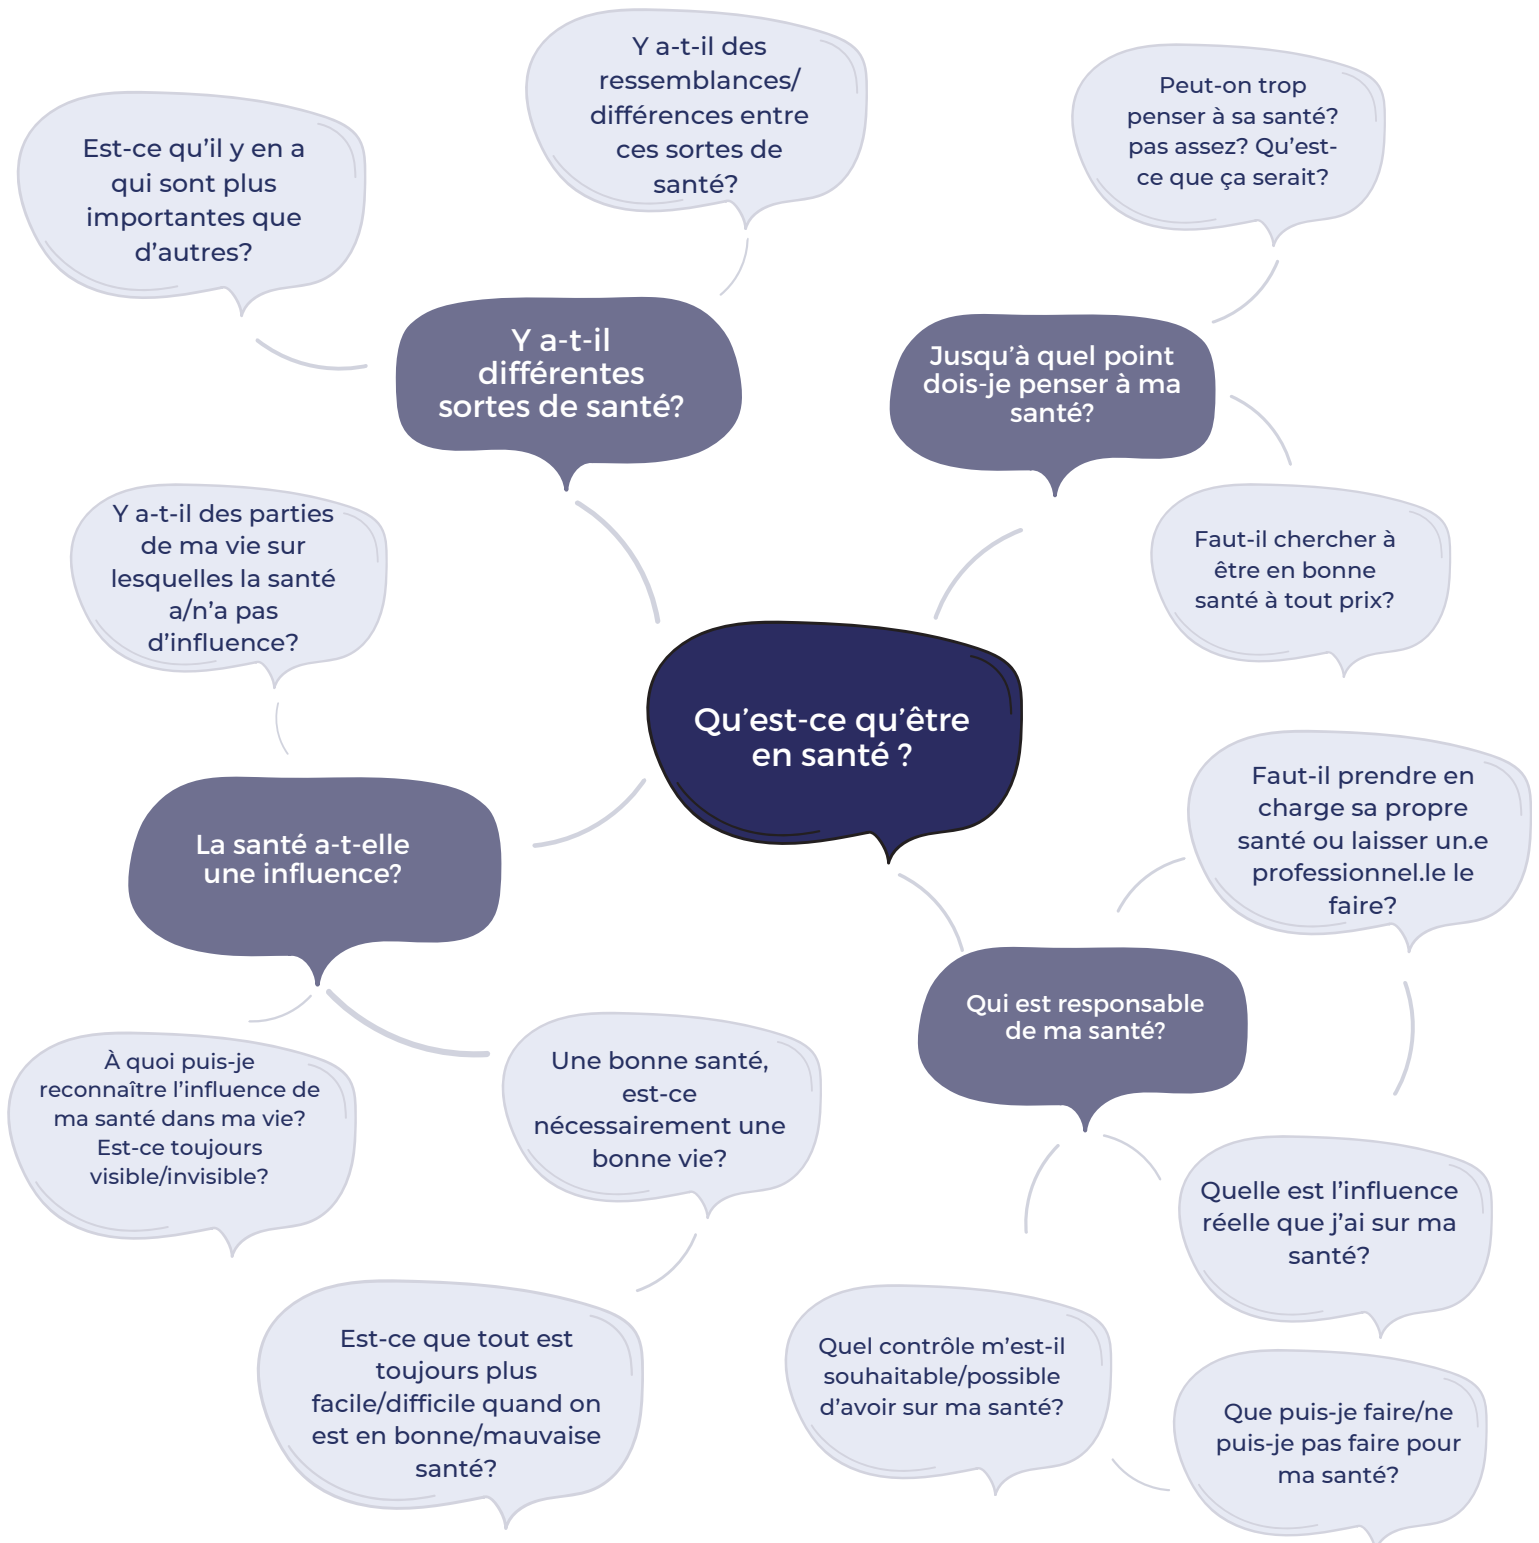 Y a-t-il des
ressemblances/
différences entre
ces sortes de
santé?
Peut-on trop
penser à sa santé?
pas assez? Qu'est-
ce que ça serait?
Est-ce qu'il y en a
qui sont plus
importantes que
d'autres?
Y a-t-il
différentes
sortes de santé?
Jusqu'à quel point
dois-je penser à ma
santé?
Y a-t-il des parties
de ma vie sur
lesquelles la santé
a/n'a pas
d'influence?
Faut-il chercher à
être en bonne
santé à tout prix?
Qu'est-ce qu'être
en santé ?
Faut-il prendre en
charge sa propre
santé ou laisser un.e
professionnel.le le
faire?
La santé a-t-elle
une influence?
Qui est responsable
de ma santé?
À quoi puis-je
reconnaître l'influence de
ma santé dans ma vie?
Est-ce toujours
visible/invisible?
Une bonne santé,
est-ce
nécessairement une
bonne vie?
Quelle est l'influence
réelle que j'ai sur ma
santé?
Est-ce que tout est
toujours plus
facile/difficile quand on
est en bonne/mauvaise
santé?
Quel contrôle m'est-il
souhaitable/possible
d'avoir sur ma santé?
Que puis-je faire/ne
puis-je pas faire pour
ma santé?